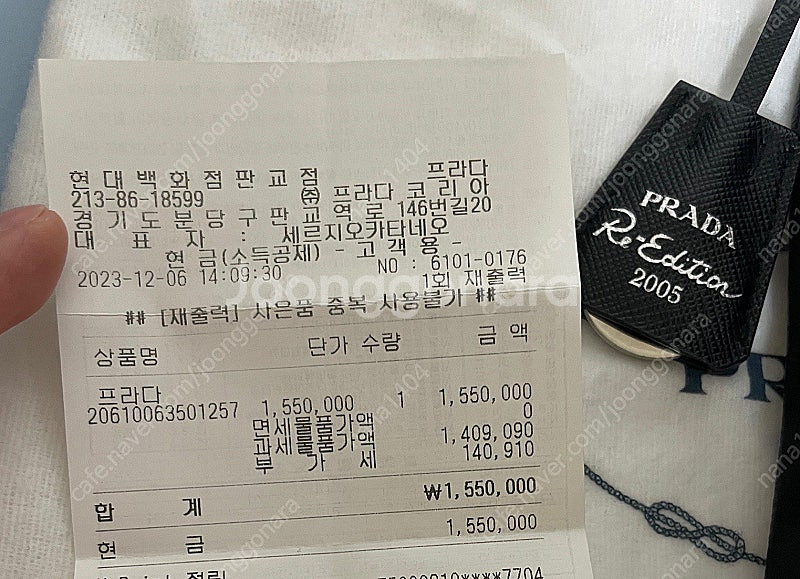 현대백화점판교점 프라다
213-86-18599 ㈜ 프라다 코리아
경기도분당구판교역로 146번길20
대 표 자 : 세르지오카타네오
현금(소득공제) - 고객용 -
NO : 6101-0176
2023-12-06 14:09:30 1회 재출력
## [재출력] 사은품 중복 사용불가 ##
상품명 단가 수량 금 액
프라다
20610063501257 1,550,000 1 1,550,000
면세물품가액 0
과세물품가액 1,409,090
부 가 세 140,910
합 계 ₩1,550,000
현 금 1,550,000
PRADA
Re-Edition
2005
joonggonara
cafe.naver.com/joonggonara
nana1404